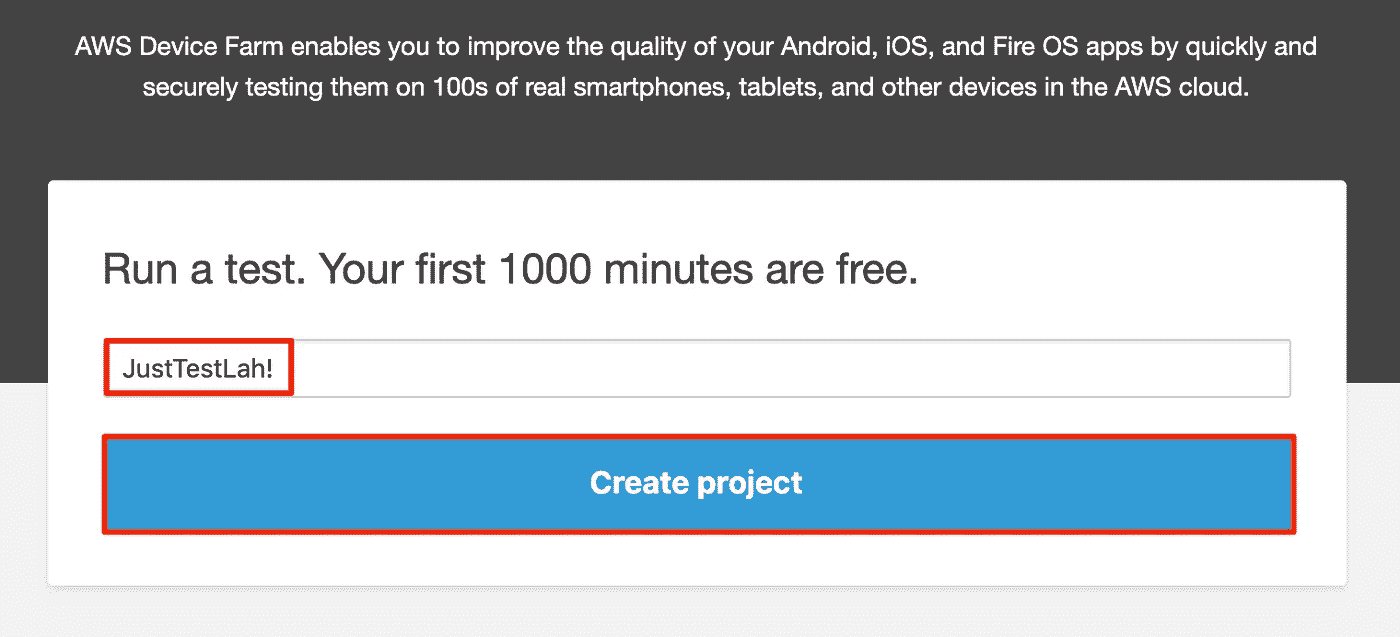 AWS Device Farm enables you to improve the quality of your Android, iOS, and Fire OS apps by quickly and
securely testing them on 100s of real smartphones, tablets, and other devices in the AWS cloud.
Run a test. Your first 1000 minutes are free.
JustTestLah!
Create project